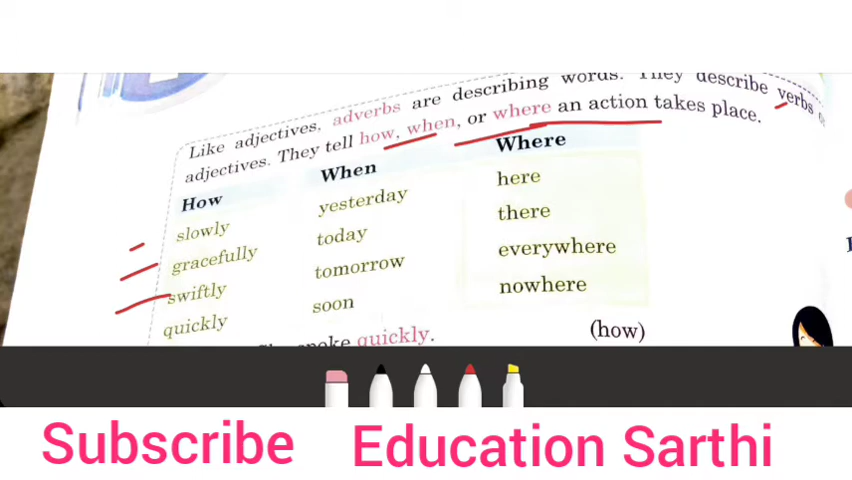 Like adjectives, adverbs are describing words. They describe verbs or
adjectives. They tell how, when, or where an action takes place.
How When Where
slowly yesterday here
gracefully today there
swiftly tomorrow everywhere
quickly soon nowhere
spoke quickly. (how)
Subscribe Education Sarthi